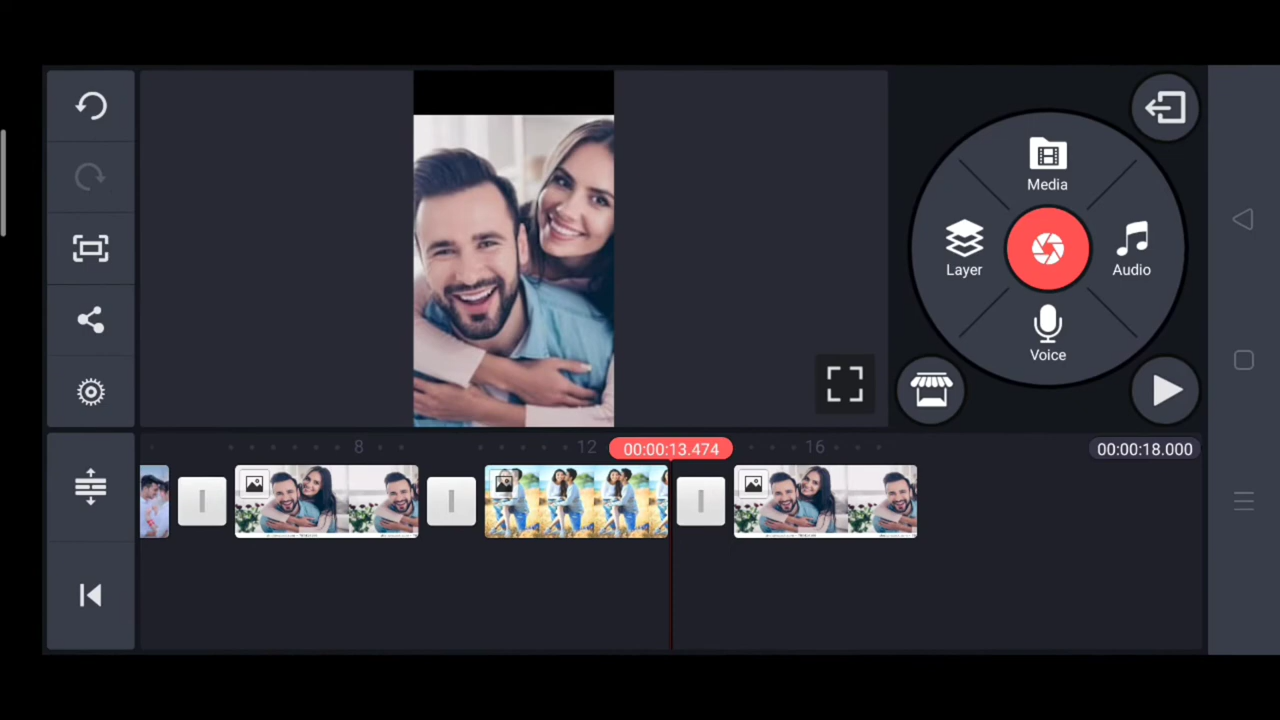 Media
Layer
Audio
Voice
8
12
00:00:13.474
16
00:00:18.000